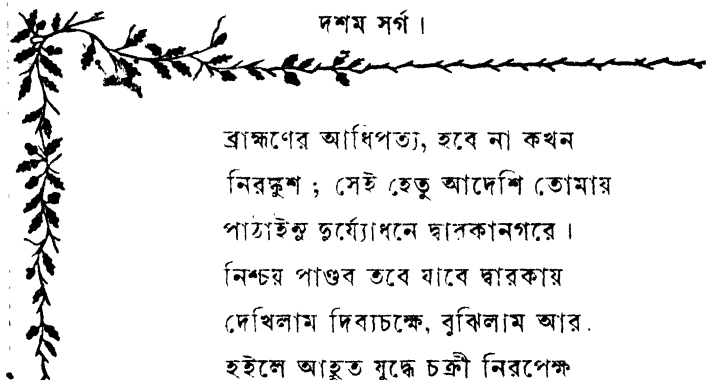 দশম সর্গ।
ব্রাহ্মণের আধিপত্য, হবে না কখন
নিরঙ্কুশ ; সেই হেতু আদেশি তোমায়
পাঠাইনু দুর্য্যোধনে দ্বারকানগরে।
নিশ্চয় পাণ্ডব তবে যাবে দ্বারকায়
দেখিলাম দিব্যচক্ষে, বুঝিলাম আর.
হইলে আহূত যুদ্ধে চক্রী নিরপেক্ষ